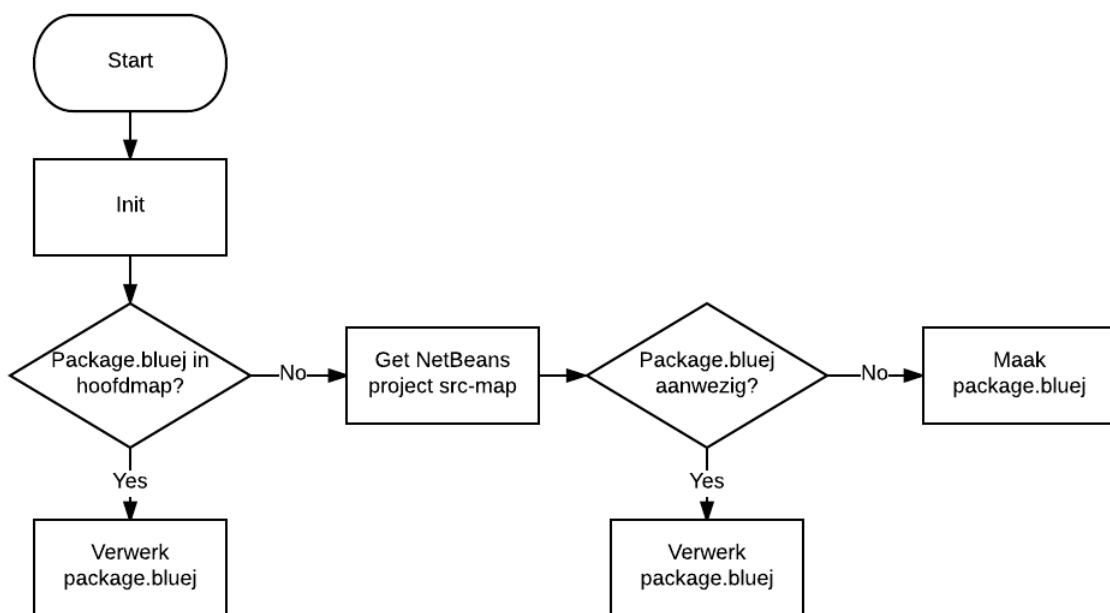 Start
Init
Package.bluej in
hoofdmap?
No
Get NetBeans
project src-map
Package.bluej
aanwezig?
No
Maak
package.bluej
Yes
Verwerk
package.bluej
Yes
Verwerk
package.bluej